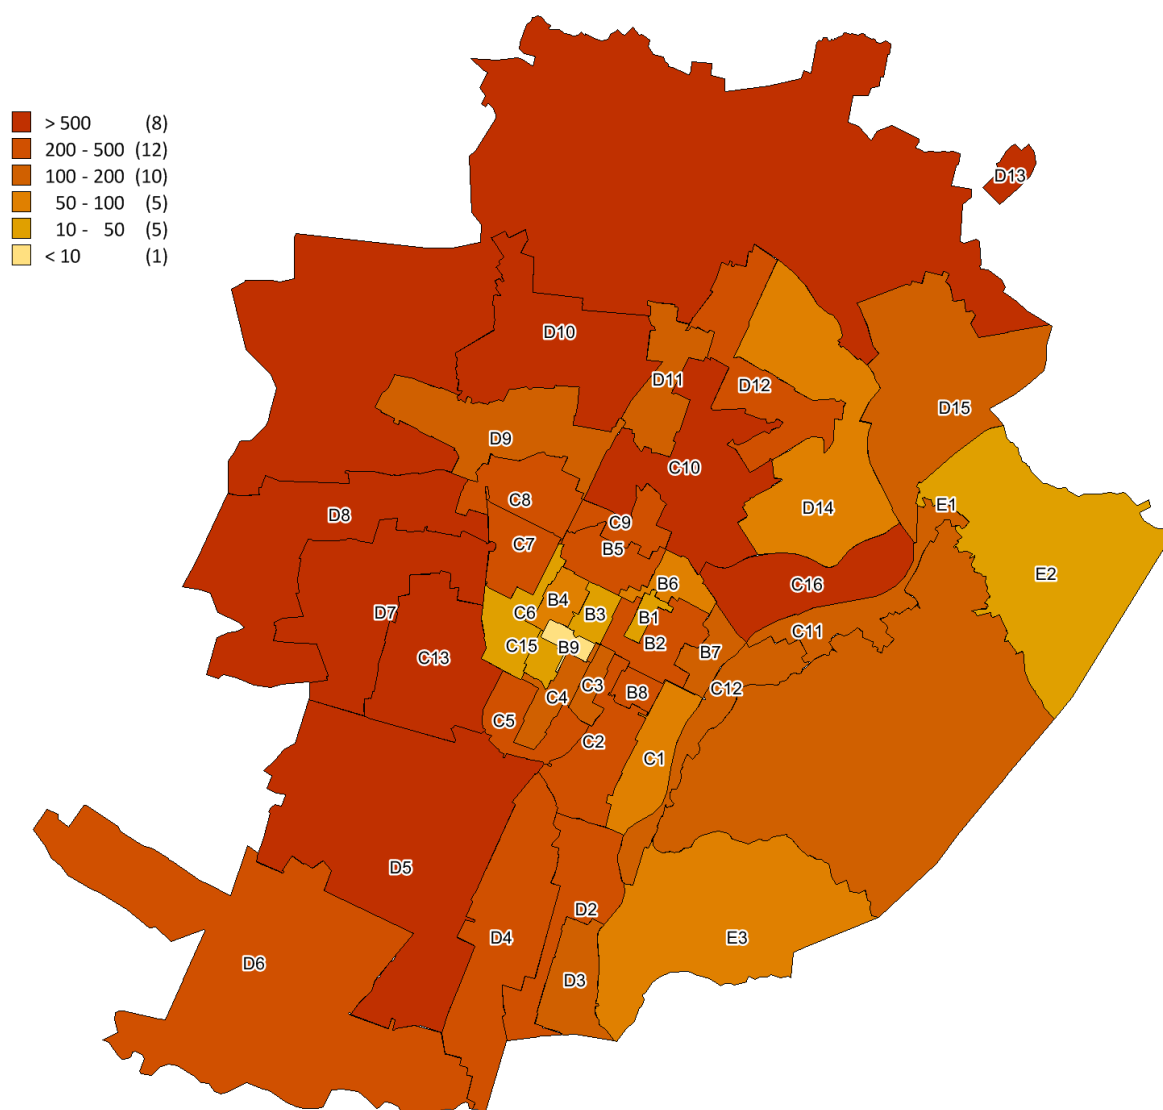 > 500 (8)
200 - 500 (12)
100 - 200 (10)
50 - 100 (5)
10 - 50 (5)
< 10 (1)
D13
D10
D11
D12
D15
D9
C10
C8
D14
E1
D8
C9
C7
B5
E2
B6
C16
B4
C6
D7
B3
B1
C11
C15
B9
B2
B7
C13
C3
C12
B8
C4
C5
C2
C1
D5
D2
D4
E3
D6
D3